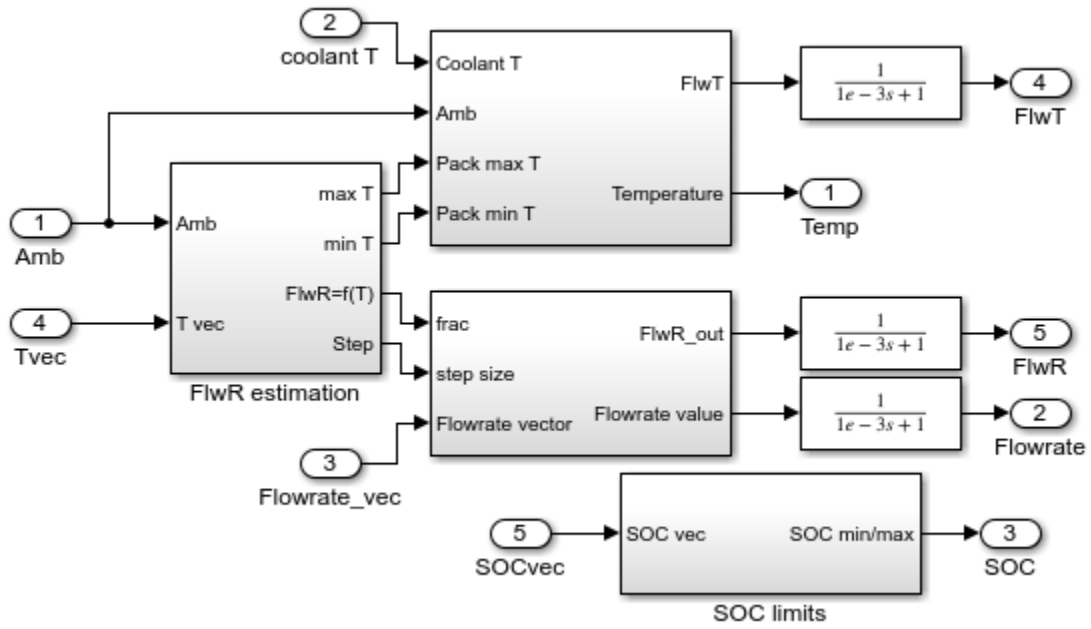 2
coolant T
Coolant T
Amb
Pack max T
Pack min T
FlwT
Temperature
1
1e − 3s + 1
4
FlwT
1
Temp
1
Amb
4
Tvec
Amb
T vec
max T
min T
FlwR=f(T)
Step
FlwR estimation
frac
step size
Flowrate vector
FlwR_out
Flowrate value
1
1e − 3s + 1
5
FlwR
1
1e − 3s + 1
2
Flowrate
3
Flowrate_vec
5
SOCvec
SOC vec
SOC min/max
SOC limits
3
SOC